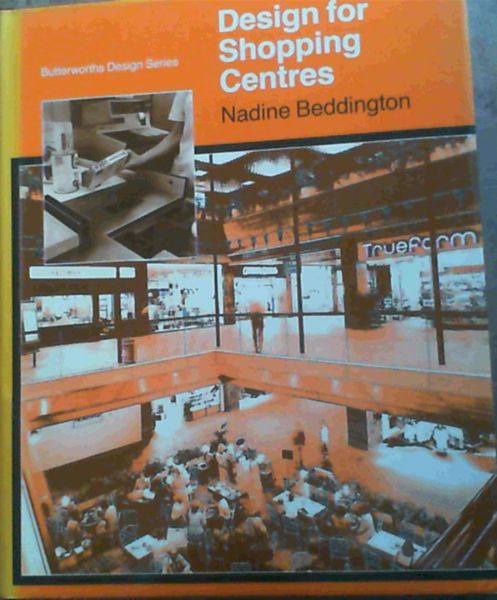 Design for
Shopping
Centres
Butterworths Design Series
Nadine Beddington
Trueform